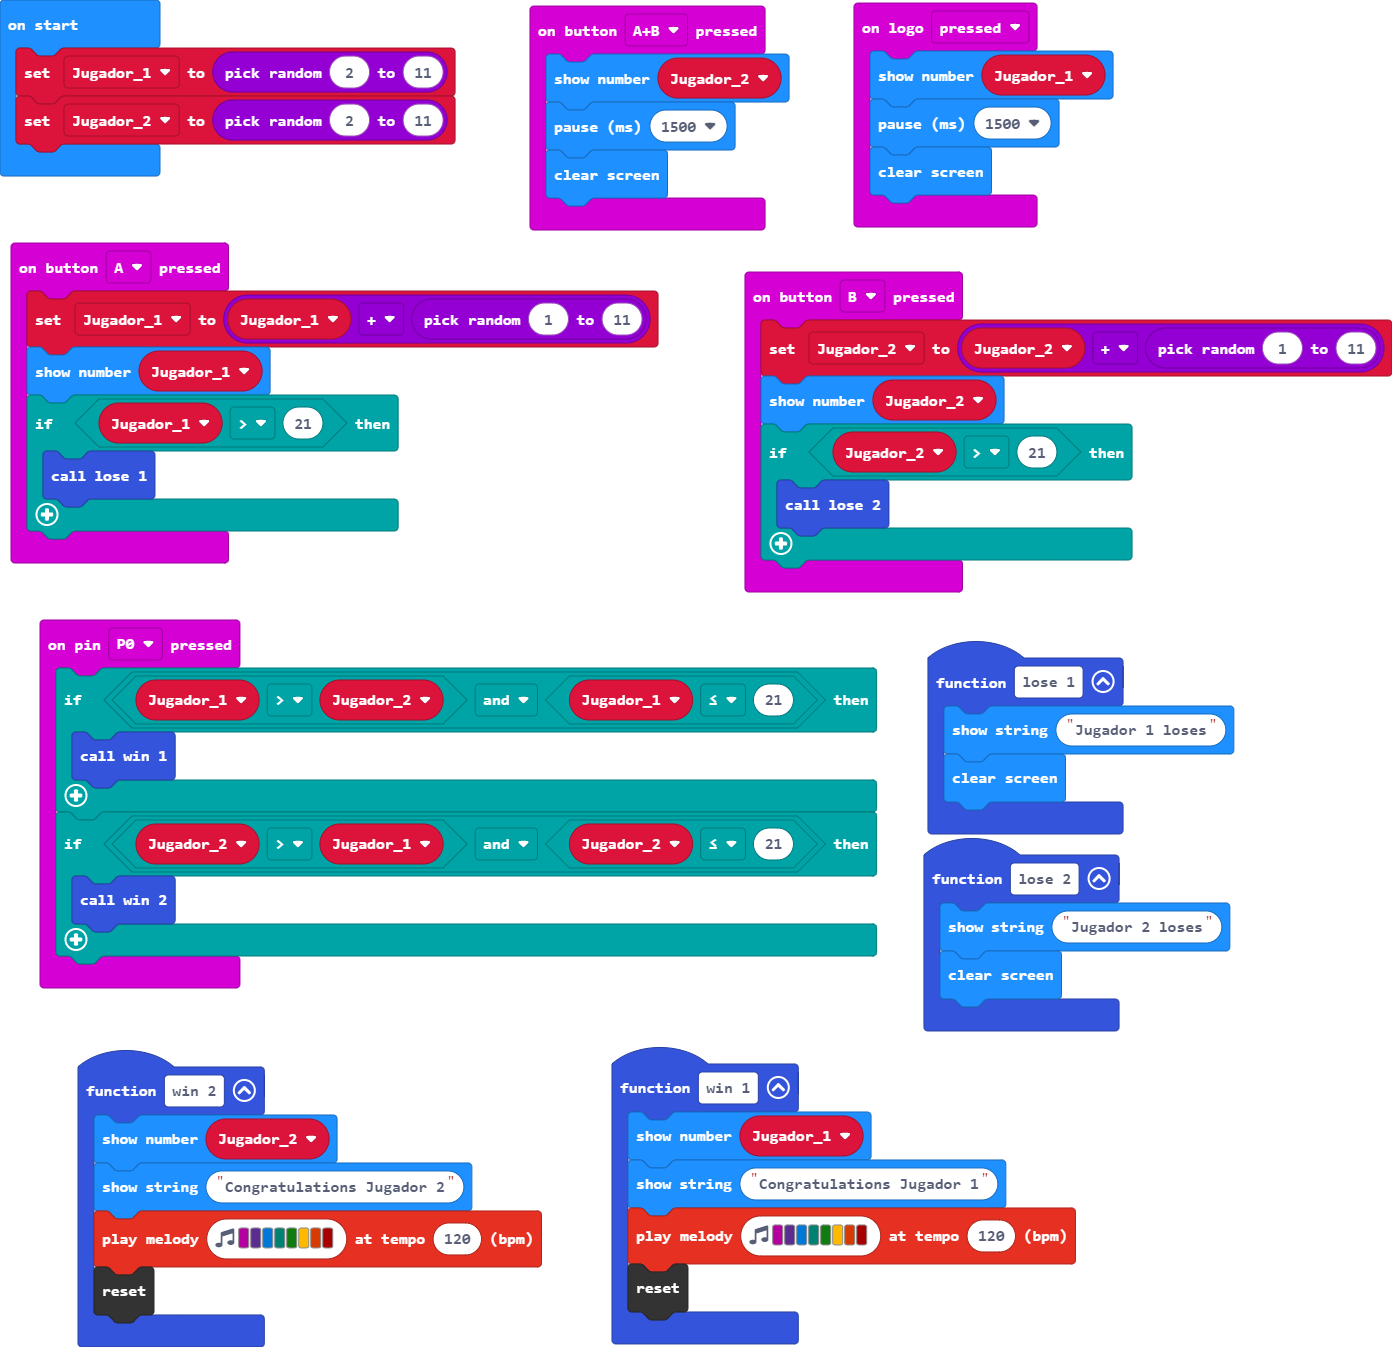 on start
set Jugador_1 to pick random 2 to 11
set Jugador_2 to pick random 2 to 11
on button A+B pressed
show number Jugador_2
pause (ms) 1500
clear screen
on logo pressed
show number Jugador_1
pause (ms) 1500
clear screen
on button A pressed
set Jugador_1 to Jugador_1 + pick random 1 to 11
show number Jugador_1
if Jugador_1 > 21 then
call lose 1
on button B pressed
set Jugador_2 to Jugador_2 + pick random 1 to 11
show number Jugador_2
if Jugador_2 > 21 then
call lose 2
on pin P0 pressed
if Jugador_1 > Jugador_2 and Jugador_1 ≤ 21 then
call win 1
if Jugador_2 > Jugador_1 and Jugador_2 ≤ 21 then
call win 2
function lose 1
show string "Jugador 1 loses"
clear screen
function lose 2
show string "Jugador 2 loses"
clear screen
function win 2
show number Jugador_2
show string "Congratulations Jugador 2"
play melody at tempo 120 (bpm)
reset
function win 1
show number Jugador_1
show string "Congratulations Jugador 1"
play melody at tempo 120 (bpm)
reset